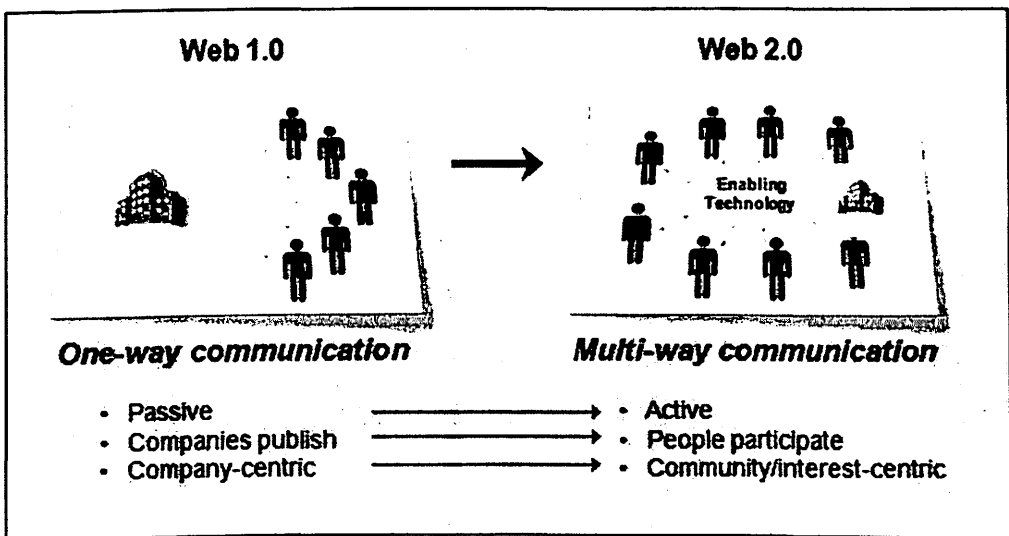 Web 1.0
Web 2.0
Enabling
Technology
One-way communication
Multi-way communication
• Passive
• Active
• Companies publish
• People participate
• Company-centric
• Community/interest-centric